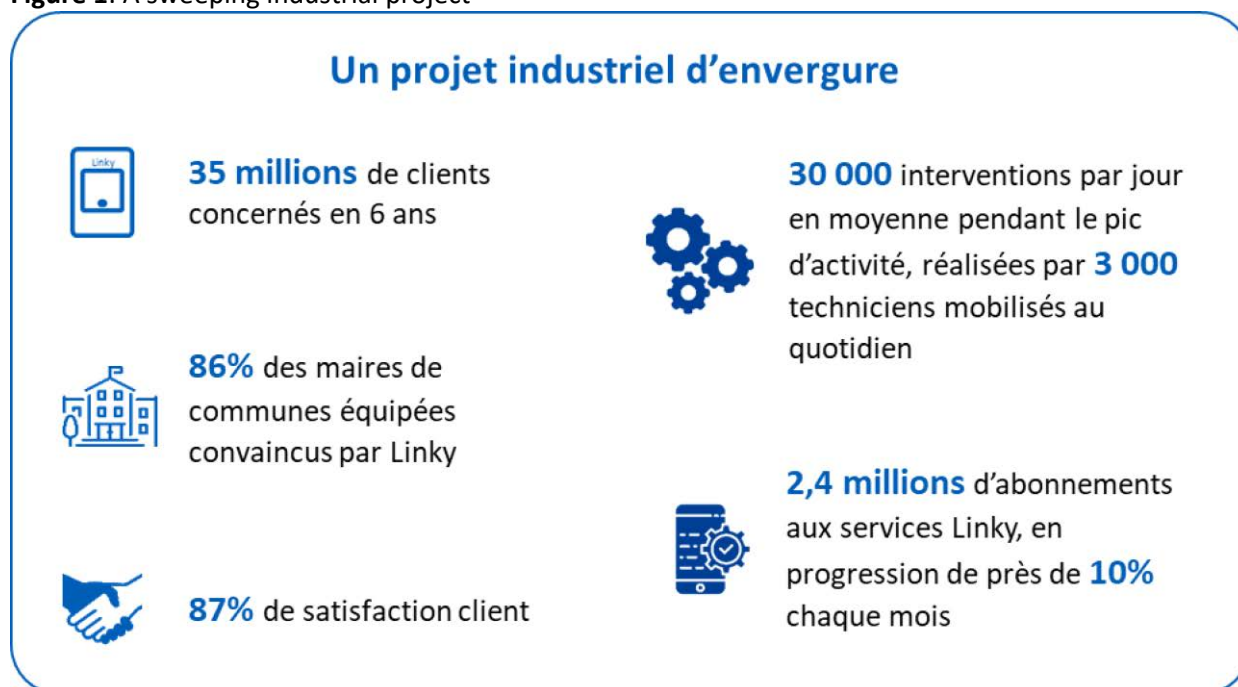 Figure 1: A sweeping industrial project
Un projet industriel d’envergure
Linky
35 millions de clients
concernés en 6 ans
86% des maires de
communes équipées
convaincus par Linky
87% de satisfaction client
30 000 interventions par jour
en moyenne pendant le pic
d’activité, réalisées par 3 000
techniciens mobilisés au
quotidien
2,4 millions d’abonnements
aux services Linky, en
progression de près de 10%
chaque mois